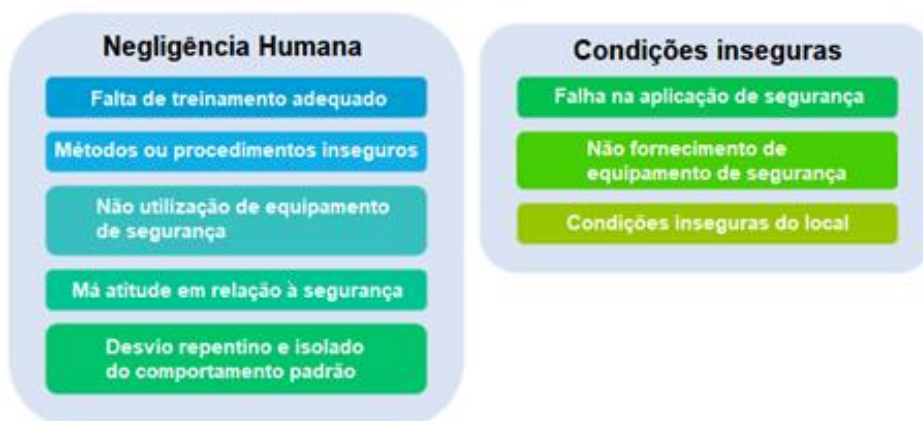 Negligência Humana
Falta de treinamento adequado
Métodos ou procedimentos inseguros
Não utilização de equipamento
de segurança
Má atitude em relação à segurança
Desvio repentino e isolado
do comportamento padrão
Condições inseguras
Falha na aplicação de segurança
Não fornecimento de
equipamento de segurança
Condições inseguras do local